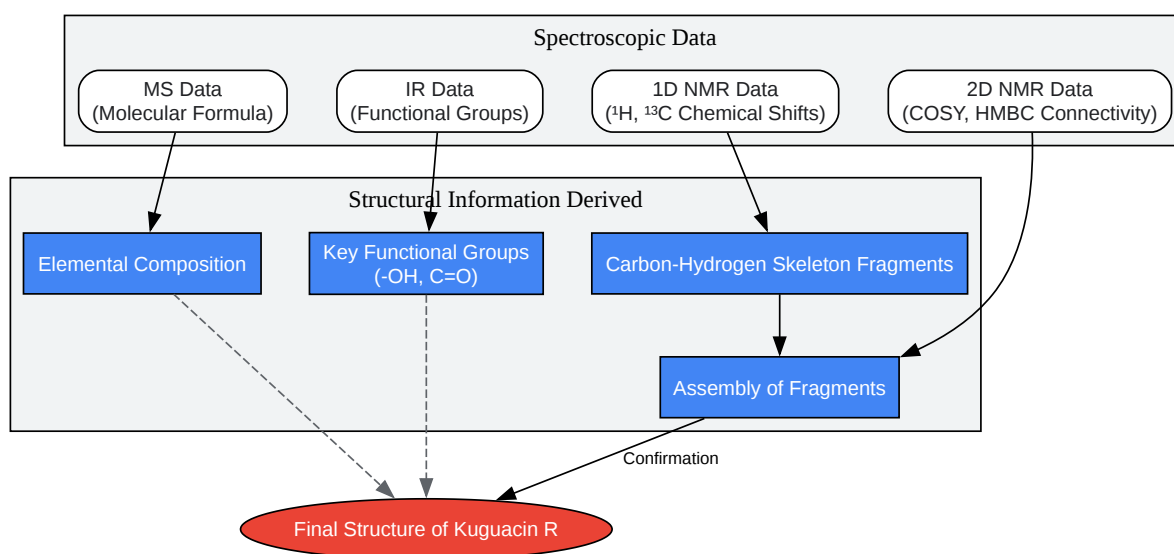 Spectroscopic Data
MS Data
(Molecular Formula)
IR Data
(Functional Groups)
1D NMR Data
(¹H, ¹³C Chemical Shifts)
2D NMR Data
(COSY, HMBC Connectivity)
Structural Information Derived
Elemental Composition
Key Functional Groups
(-OH, C=O)
Carbon-Hydrogen Skeleton Fragments
Assembly of Fragments
Confirmation
Final Structure of Kuguacin R